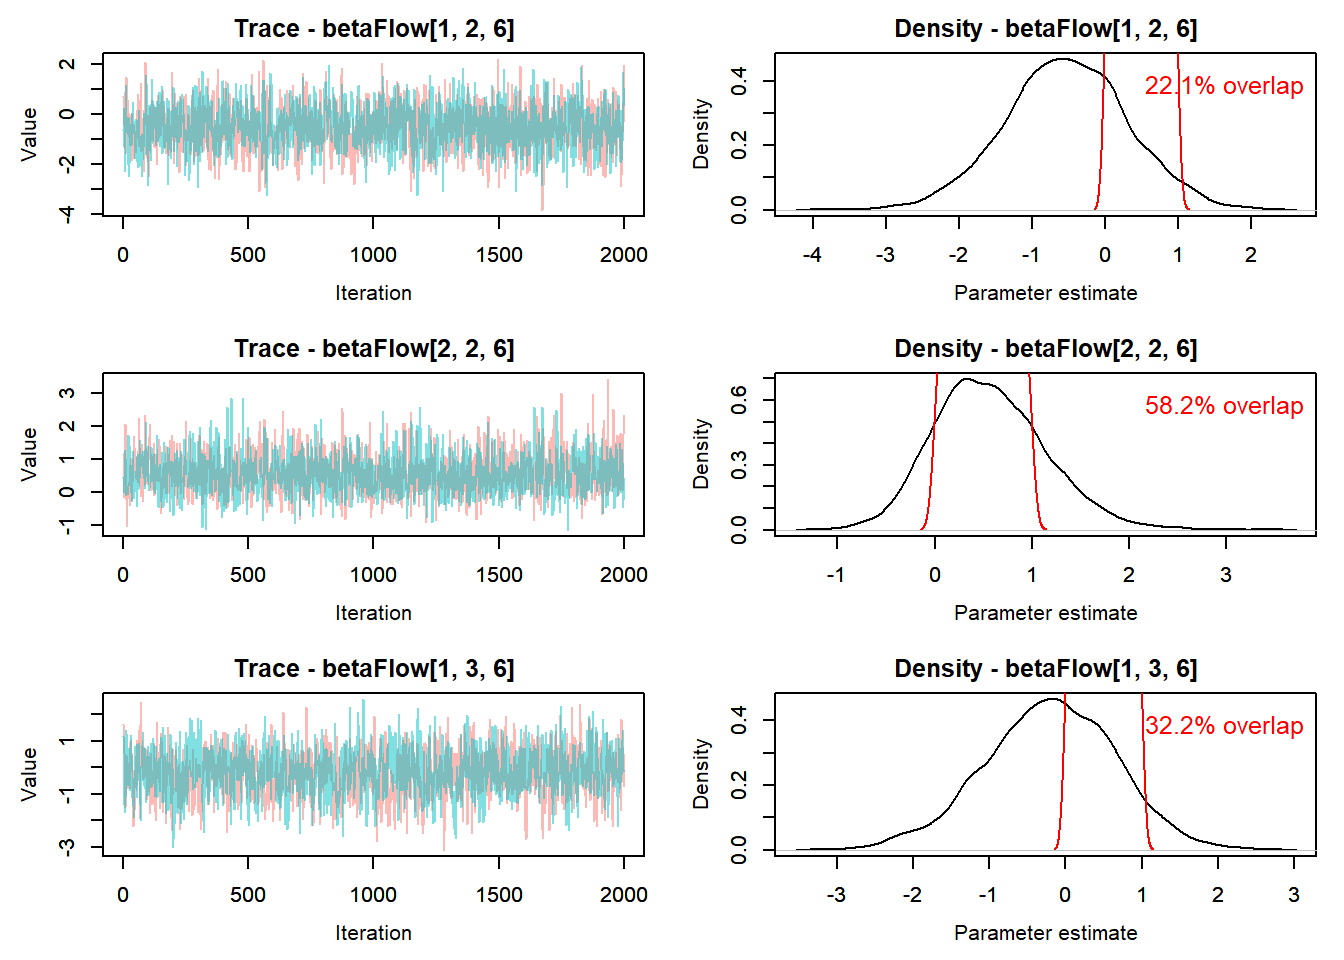 Trace - betaFlow[1, 2, 6]
Value
2
0
-2
-4
0 500 1000 1500 2000
Iteration
Density - betaFlow[1, 2, 6]
Density
0.4
0.2
0.0
22.1% overlap
-4 -3 -2 -1 0 1 2
Parameter estimate
Trace - betaFlow[2, 2, 6]
Value
3
2
1
0
-1
0 500 1000 1500 2000
Iteration
Density - betaFlow[2, 2, 6]
Density
0.6
0.3
0.0
58.2% overlap
-1 0 1 2 3
Parameter estimate
Trace - betaFlow[1, 3, 6]
Value
1
-1
-3
0 500 1000 1500 2000
Iteration
Density - betaFlow[1, 3, 6]
Density
0.4
0.2
0.0
32.2% overlap
-3 -2 -1 0 1 2 3
Parameter estimate